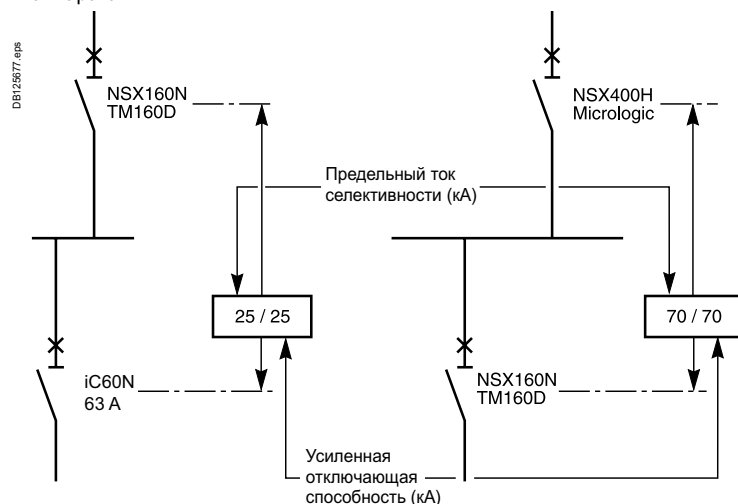 DB125677.eps
NSX160N
TM160D
NSX400H
Micrologic
Предельный ток
селективности (кА)
25 / 25
70 / 70
iC60N
63 A
NSX160N
TM160D
Усиленная
отключающая
способность (кА)